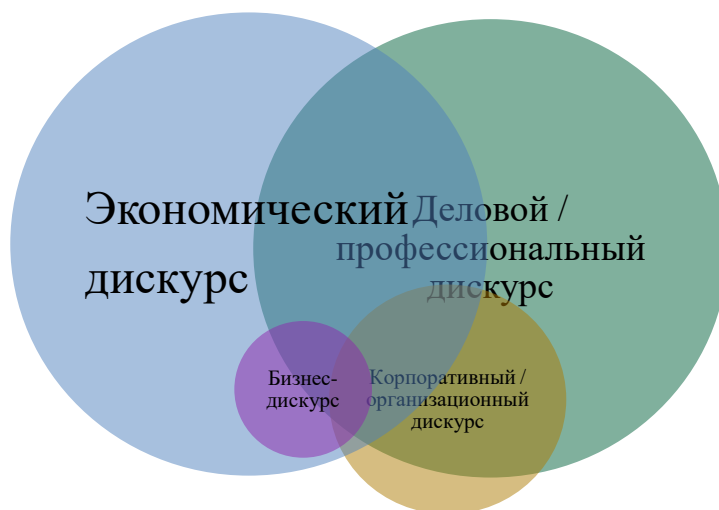 Экономический
дискурс
Деловой /
профессиональный
дискурс
Бизнес-
дискурс
Корпоративный /
организационный
дискурс